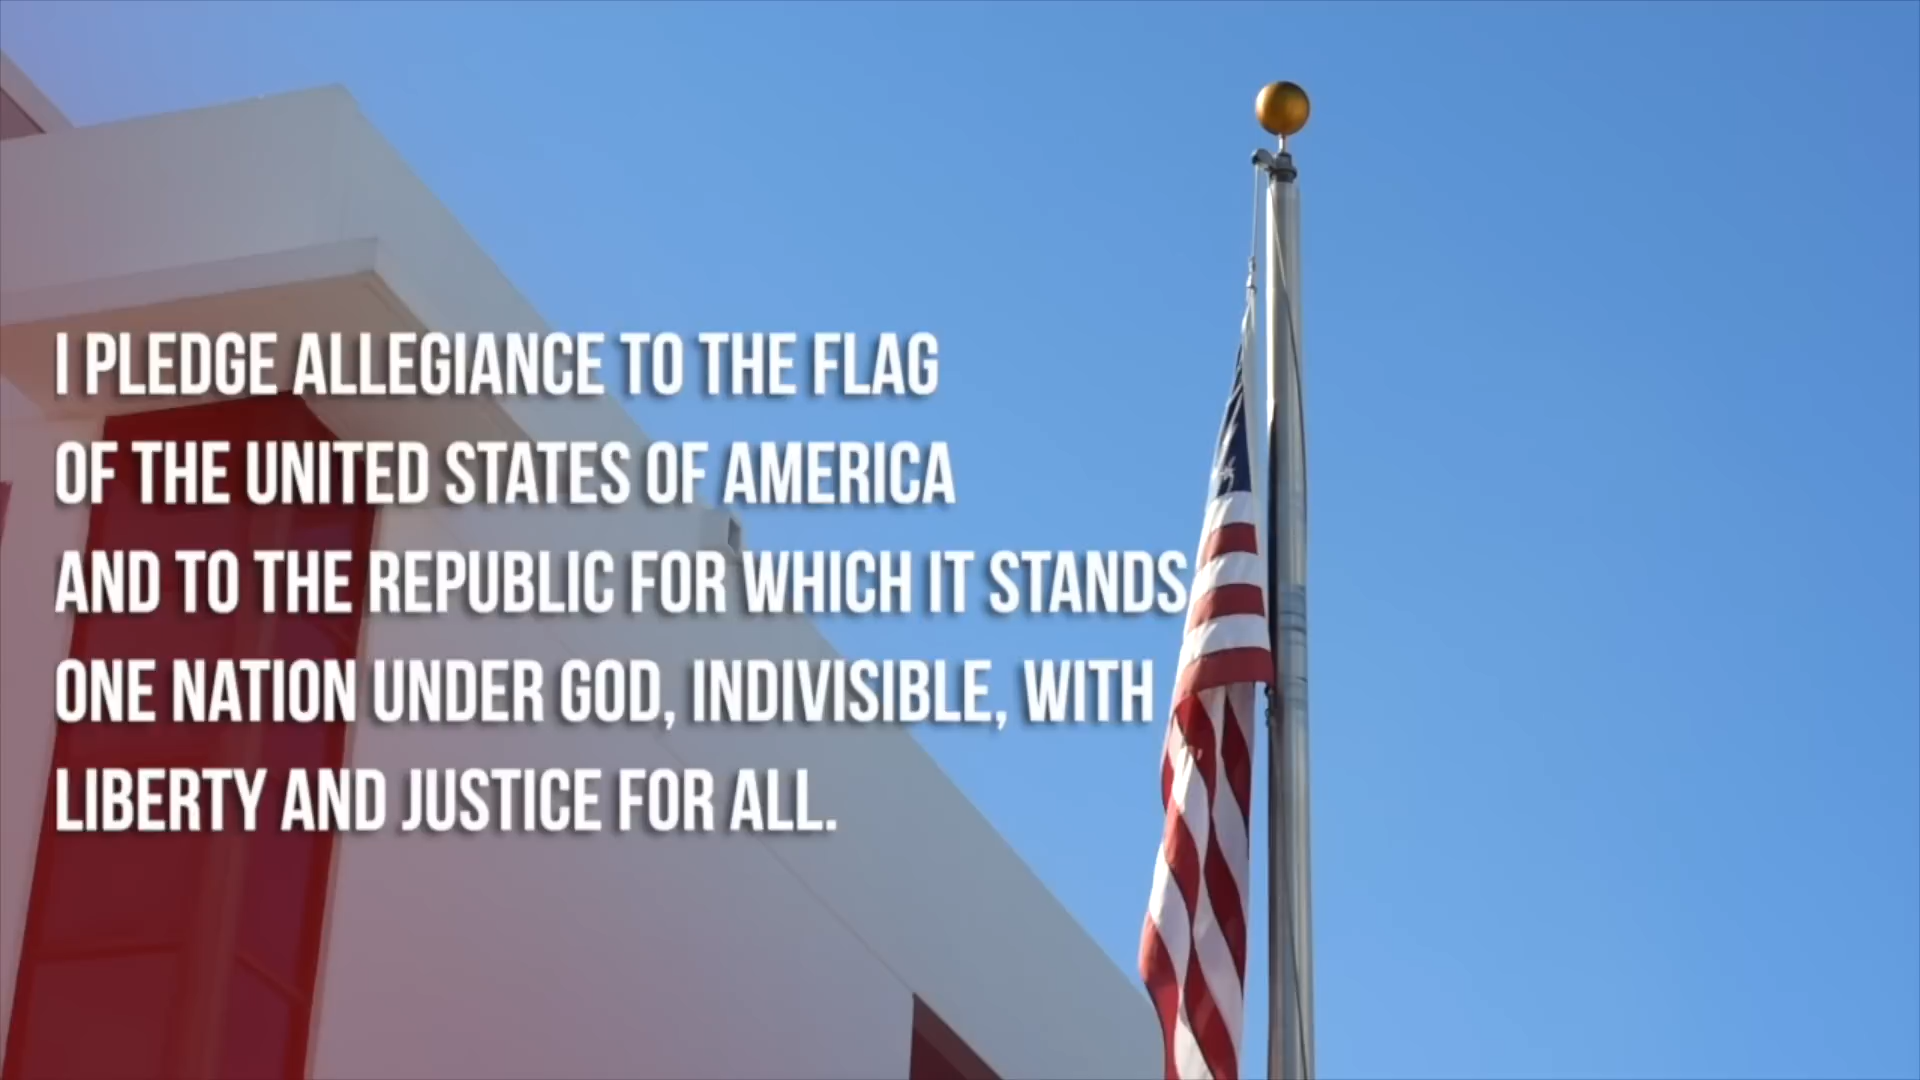 I PLEDGE ALLEGIANCE TO THE FLAG
OF THE UNITED STATES OF AMERICA
AND TO THE REPUBLIC FOR WHICH IT STANDS
ONE NATION UNDER GOD, INDIVISIBLE, WITH
LIBERTY AND JUSTICE FOR ALL.